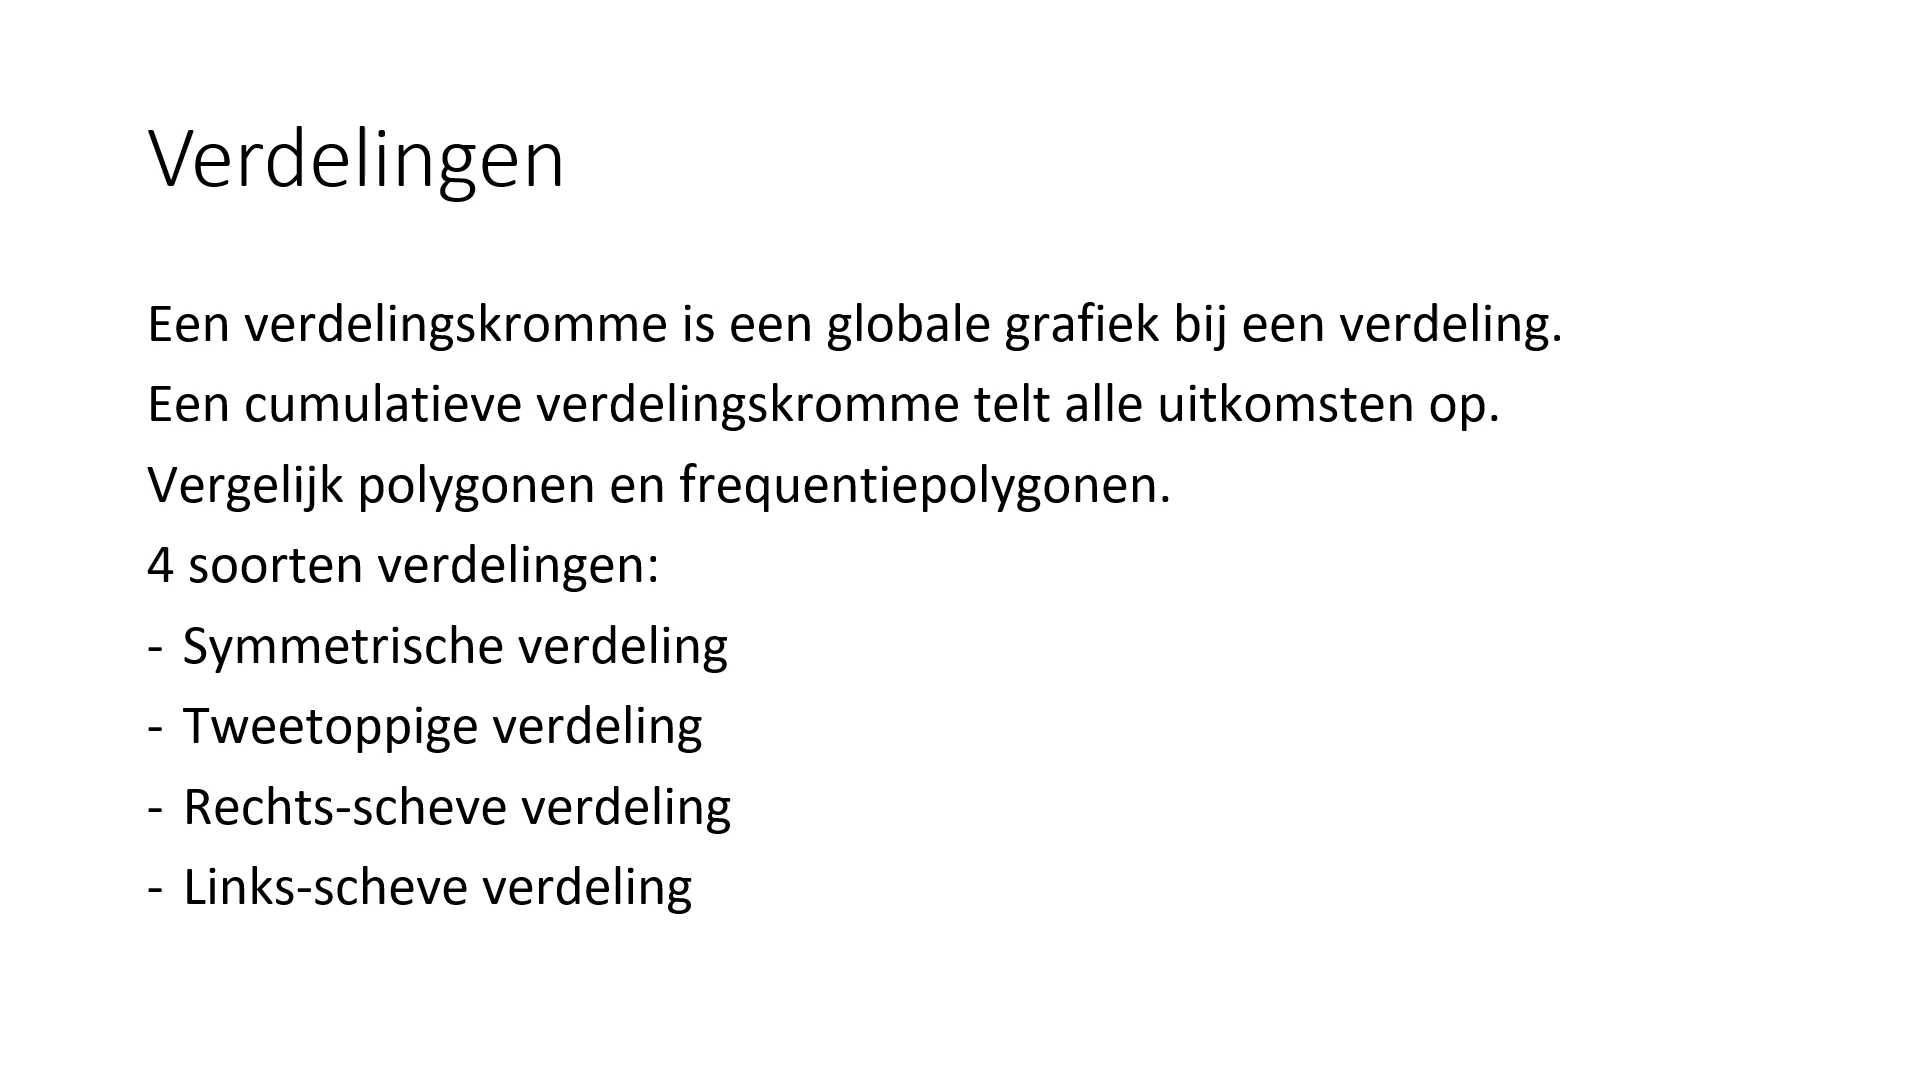 Verdelingen
Een verdelingskromme is een globale grafiek bij een verdeling.
Een cumulatieve verdelingskromme telt alle uitkomsten op.
Vergelijk polygonen en frequentiepolygonen.
4 soorten verdelingen:
- Symmetrische verdeling
- Tweetoppige verdeling
- Rechts-scheve verdeling
- Links-scheve verdeling